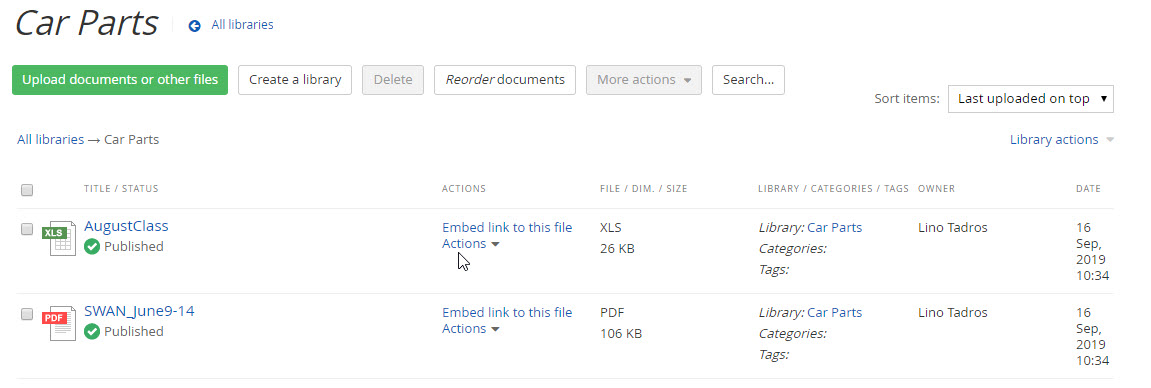 Car Parts All libraries
Upload documents or other files Create a library Delete Reorder documents More actions Search...
Sort items: Last uploaded on top
All libraries → Car Parts Library actions
TITLE / STATUS ACTIONS FILE / DIM. / SIZE LIBRARY / CATEGORIES / TAGS OWNER DATE
XLS AugustClass Embed link to this file XLS Library: Car Parts Lino Tadros 16
Published Actions 26 KB Categories: Sep,
Tags: 2019
10:34
PDF SWAN_June9-14 Embed link to this file PDF Library: Car Parts Lino Tadros 16
Published Actions 106 KB Categories: Sep,
Tags: 2019
10:34